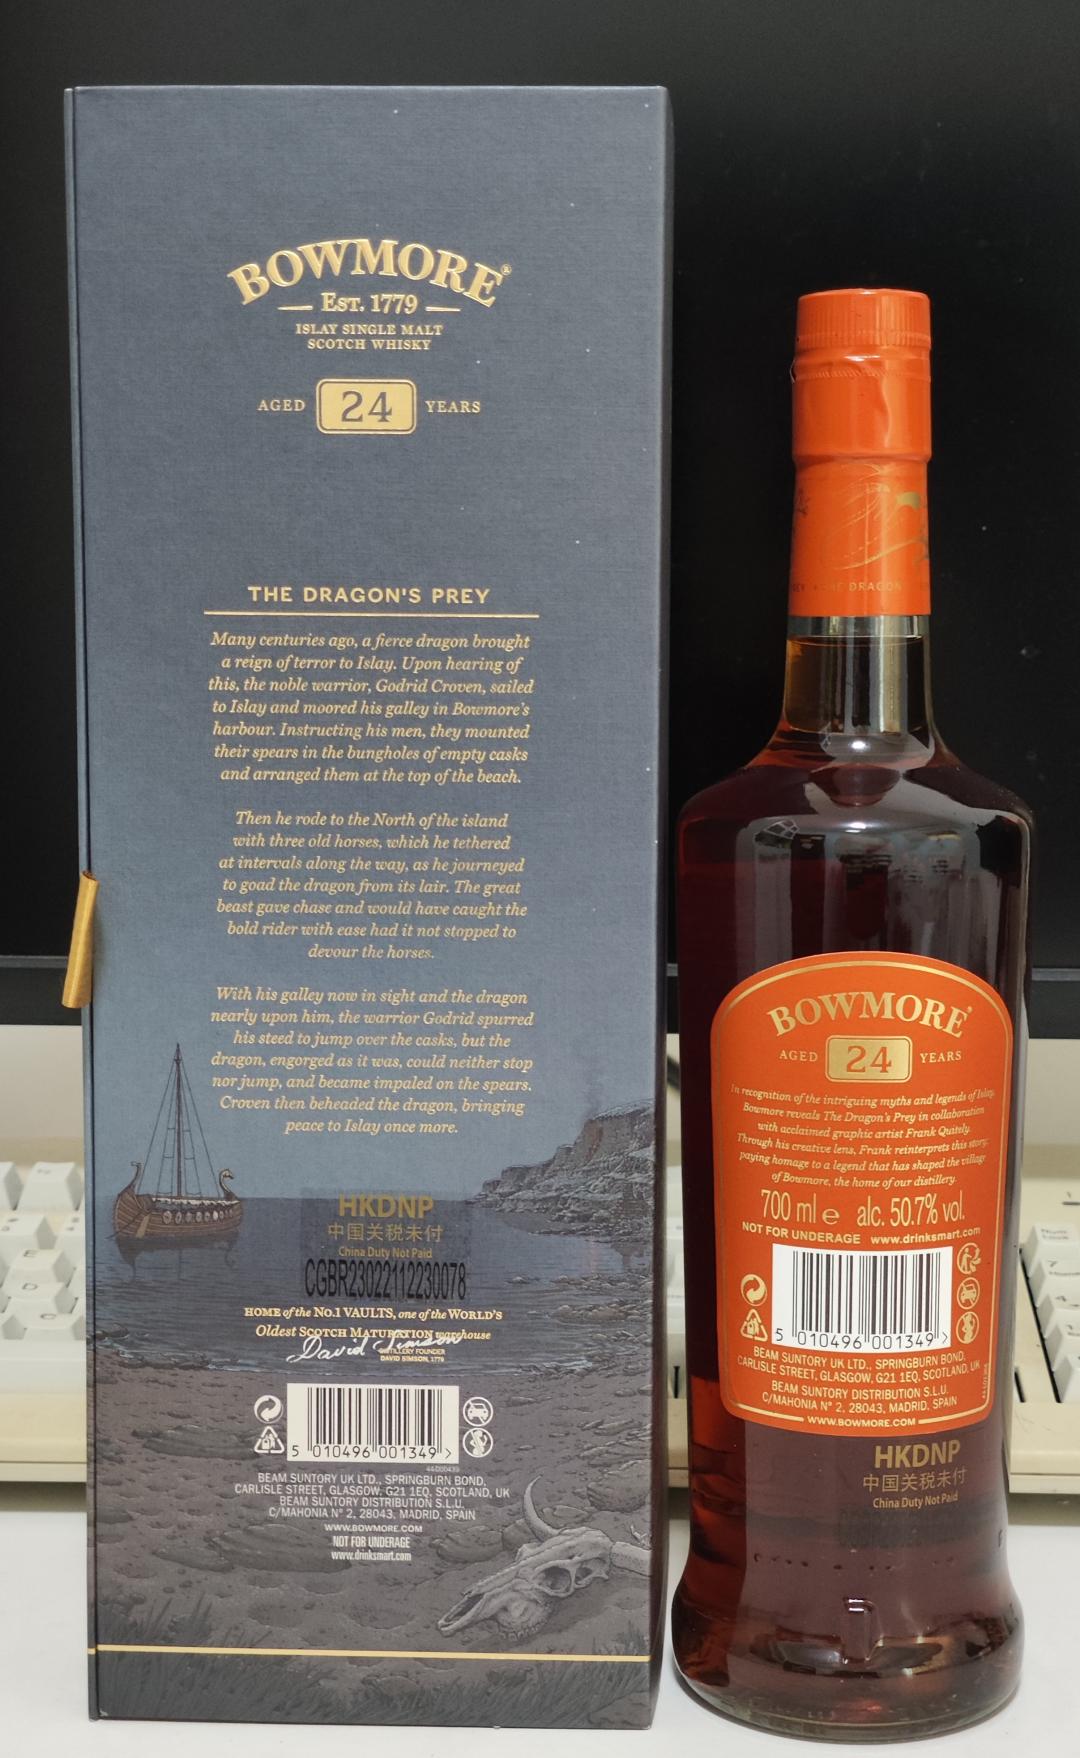 BOWMORE®
EST. 1779
ISLAY SINGLE MALT
SCOTCH WHISKY
AGED 24 YEARS
THE DRAGON'S PREY
Many centuries ago, a fierce dragon brought
a reign of terror to Islay. Upon hearing of
this, the noble warrior, Godrid Croven, sailed
to Islay and moored his galley in Bowmore's
harbour. Instructing his men, they mounted
their spears in the bungholes of empty casks
and arranged them at the top of the beach.
Then he rode to the North of the island
with three old horses, which he tethered
at intervals along the way, as he journeyed
to goad the dragon from its lair. The great
beast gave chase and would have caught the
bold rider with ease had it not stopped to
devour the horses.
With his galley now in sight and the dragon
nearly upon him, the warrior Godrid spurred
his steed to jump over the casks, but the
dragon, engorged as it was, could neither stop
nor jump, and became impaled on the spears.
Croven then beheaded the dragon, bringing
peace to Islay once more.
HKDNP
中国关税未付
China Duty Not Paid
CGBR23022112230078
HOME of the No.1 VAULTS, one of the WORLD'S
Oldest SCOTCH MATURATION warehouse
David Simson
DISTILLERY FOUNDER
DAVID SIMSON, 1779
5 010496 001349 >
44000439
BEAM SUNTORY UK LTD., SPRINGBURN BOND,
CARLISLE STREET, GLASGOW, G21 1EQ, SCOTLAND, UK
BEAM SUNTORY DISTRIBUTION S.L.U.
C/MAHONIA Nº 2, 28043, MADRID, SPAIN
WWW.BOWMORE.COM
NOT FOR UNDERAGE
www.drinksmart.com
THE DRAGON
BOWMORE®
AGED 24 YEARS
In recognition of the intriguing myths and legends of Islay,
Bowmore reveals The Dragon's Prey in collaboration
with acclaimed graphic artist Frank Quitely.
Through his creative lens, Frank reinterprets this story,
paying homage to a legend that has shaped the village
of Bowmore, the home of our distillery.
700 ml e alc. 50.7% vol.
NOT FOR UNDERAGE www.drinksmart.com
5 010496 001349 >
BEAM SUNTORY UK LTD., SPRINGBURN BOND,
CARLISLE STREET, GLASGOW, G21 1EQ, SCOTLAND, UK
BEAM SUNTORY DISTRIBUTION S.L.U.
C/MAHONIA Nº 2, 28043, MADRID, SPAIN
WWW.BOWMORE.COM
HKDNP
中国关税未付
China Duty Not Paid